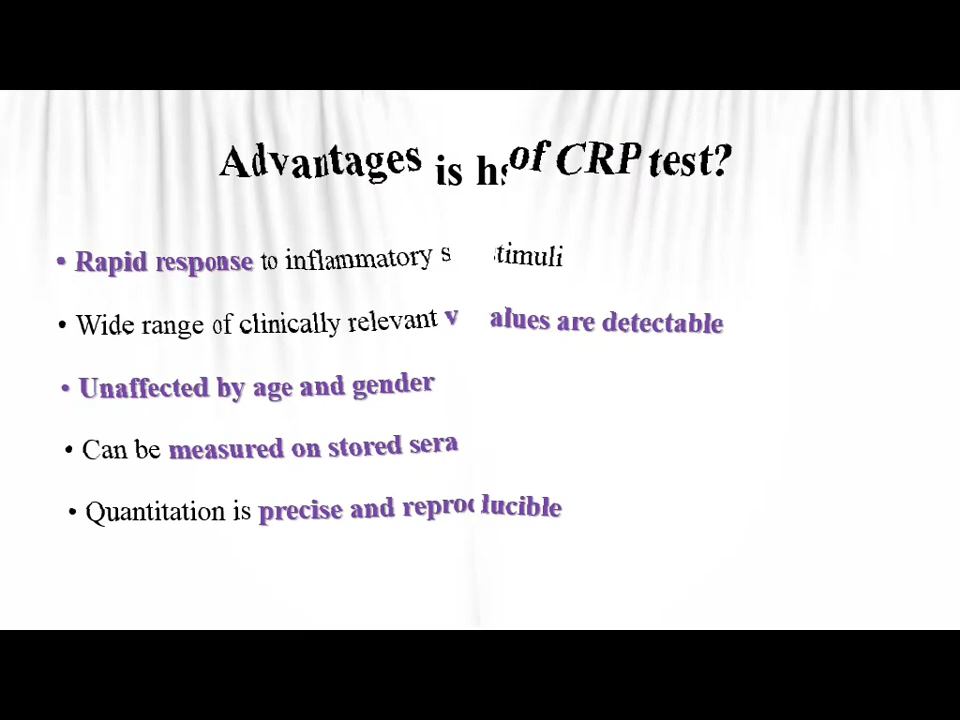 Advantages is of CRP test?
• Rapid response to inflammatory stimuli
• Wide range of clinically relevant values are detectable
• Unaffected by age and gender
• Can be measured on stored sera
• Quantitation is precise and reproducible